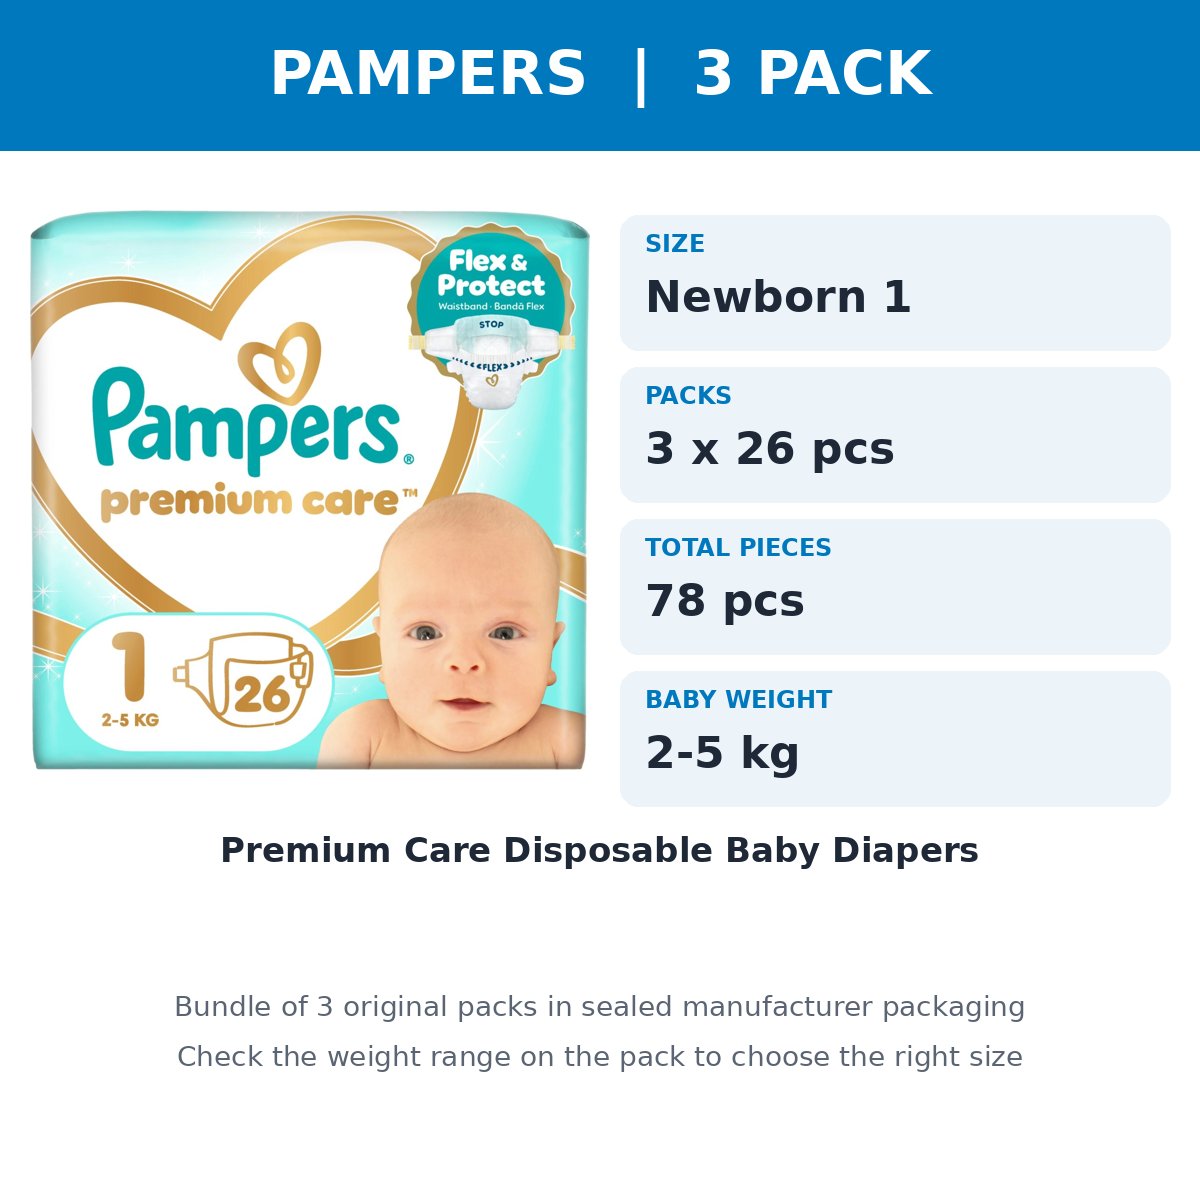 PAMPERS | 3 PACK
Flex &
Protect
Waistband · Bandă Flex
STOP
FLEX
Pampers®
premium care™
1
2-5 KG
26
SIZE
Newborn 1
PACKS
3 x 26 pcs
TOTAL PIECES
78 pcs
BABY WEIGHT
2-5 kg
Premium Care Disposable Baby Diapers
Bundle of 3 original packs in sealed manufacturer packaging
Check the weight range on the pack to choose the right size